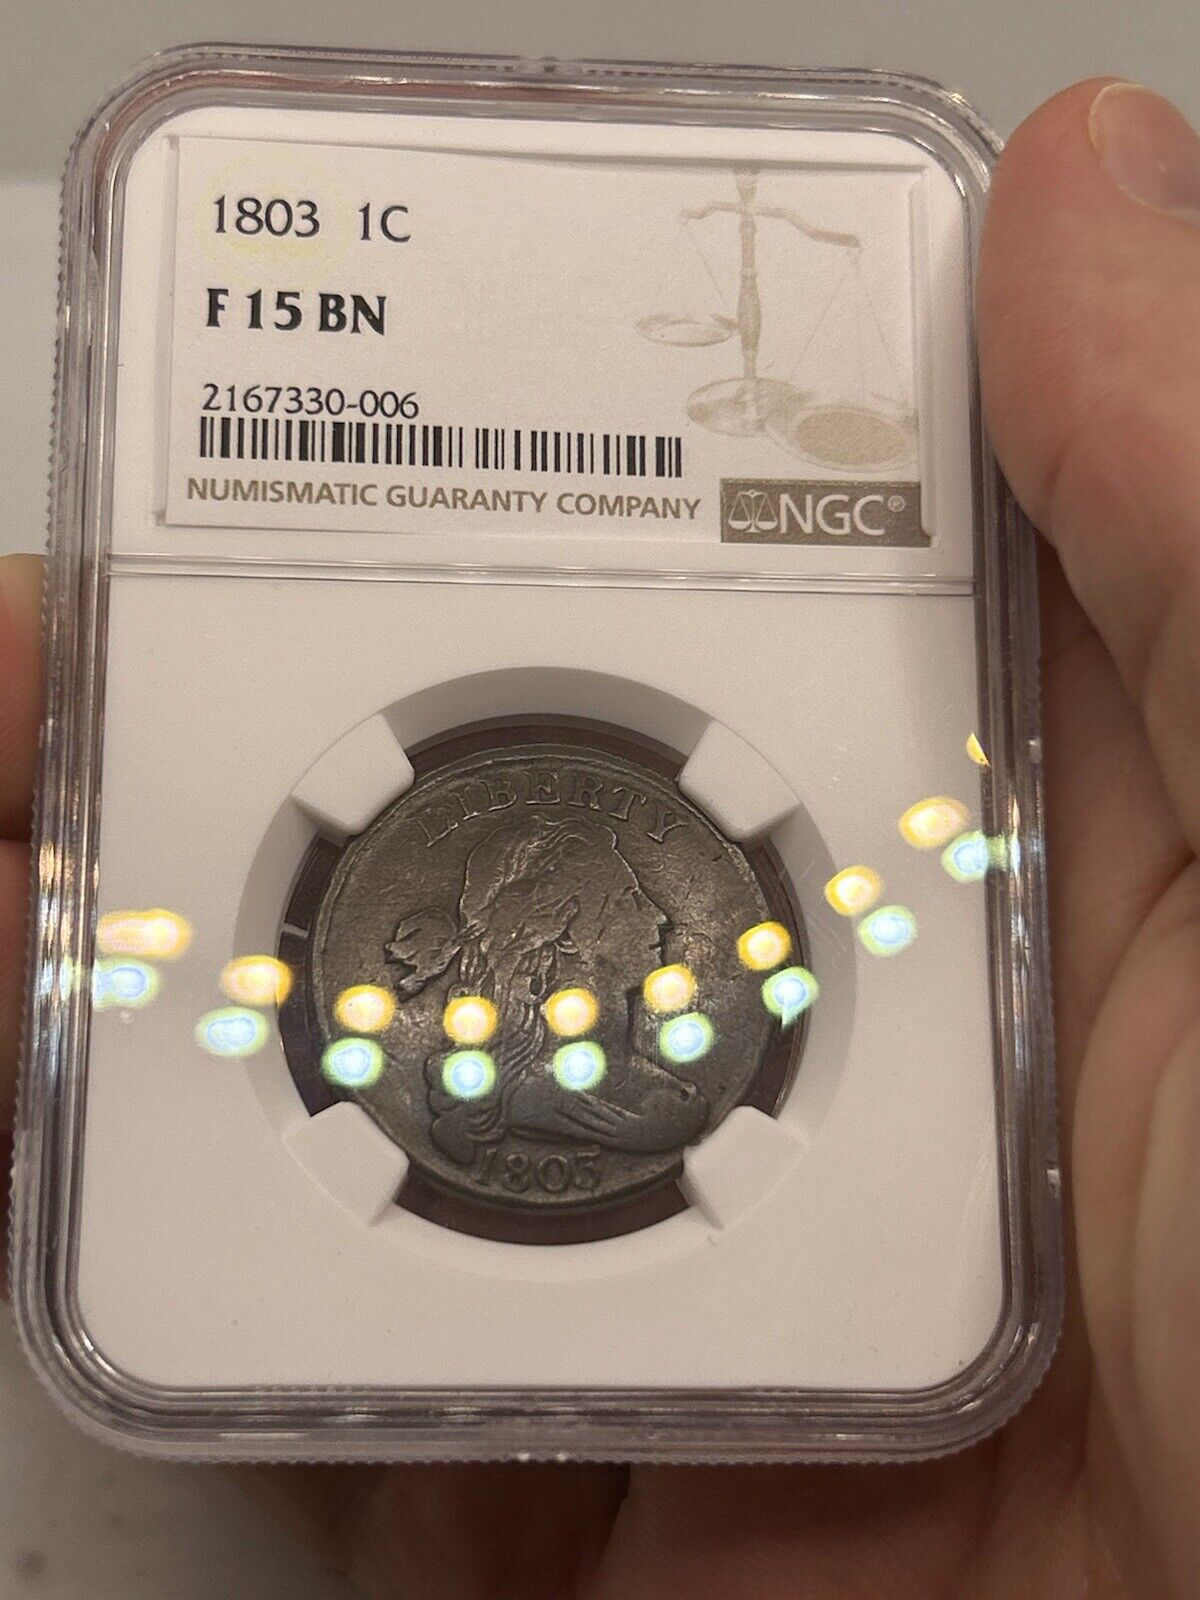 1803 1C
F 15 BN
2167330-006
NUMISMATIC GUARANTY COMPANY
NGC®
LIBERTY
1803